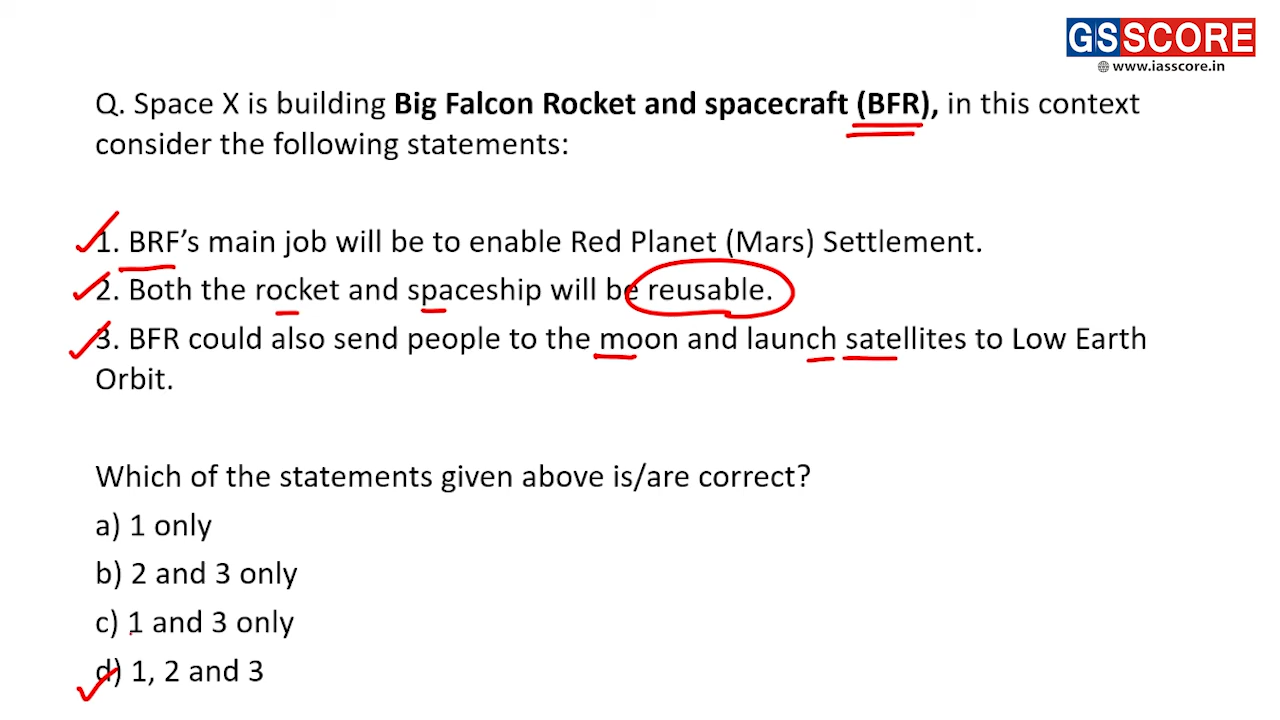 GSSCORE
www.iasscore.in
Q. Space X is building Big Falcon Rocket and spacecraft (BFR), in this context
consider the following statements:
1. BRF’s main job will be to enable Red Planet (Mars) Settlement.
2. Both the rocket and spaceship will be reusable.
3. BFR could also send people to the moon and launch satellites to Low Earth
Orbit.
Which of the statements given above is/are correct?
a) 1 only
b) 2 and 3 only
c) 1 and 3 only
d) 1, 2 and 3